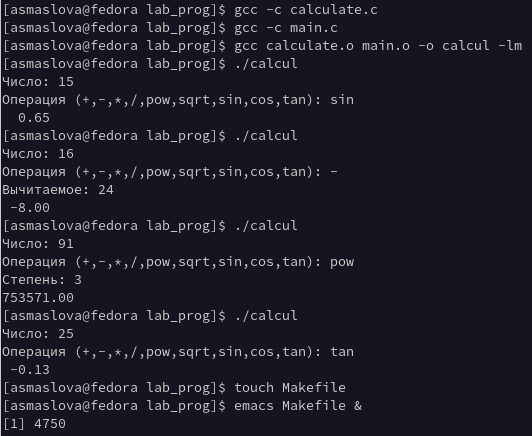 [asmaslova@fedora lab_prog]$ gcc -c calculate.c
[asmaslova@fedora lab_prog]$ gcc -c main.c
[asmaslova@fedora lab_prog]$ gcc calculate.o main.o -o calcul -lm
[asmaslova@fedora lab_prog]$ ./calcul
Число: 15
Операция (+,-,*,/,pow,sqrt,sin,cos,tan): sin
  0.65
[asmaslova@fedora lab_prog]$ ./calcul
Число: 16
Операция (+,-,*,/,pow,sqrt,sin,cos,tan): -
Вычитаемое: 24
 -8.00
[asmaslova@fedora lab_prog]$ ./calcul
Число: 91
Операция (+,-,*,/,pow,sqrt,sin,cos,tan): pow
Степень: 3
753571.00
[asmaslova@fedora lab_prog]$ ./calcul
Число: 25
Операция (+,-,*,/,pow,sqrt,sin,cos,tan): tan
 -0.13
[asmaslova@fedora lab_prog]$ touch Makefile
[asmaslova@fedora lab_prog]$ emacs Makefile &
[1] 4750